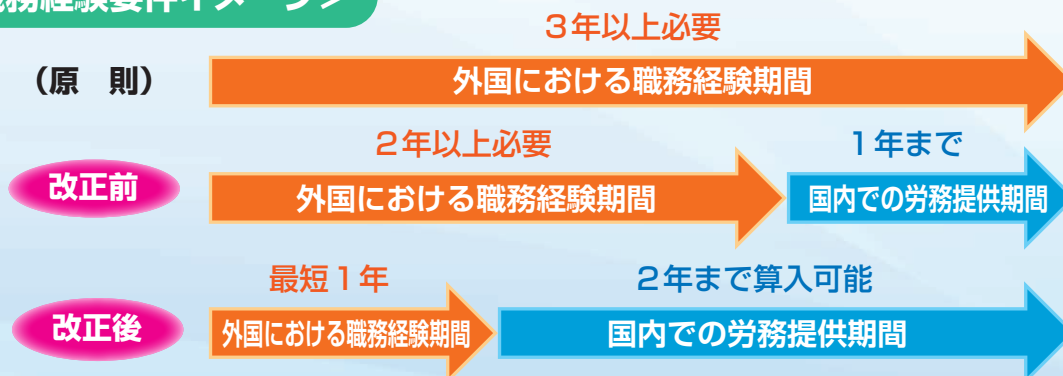 務経験要件イメージ＞
３年以上必要
（原　則）
外国における職務経験期間
２年以上必要
１年まで
改正前
外国における職務経験期間
国内での労務提供期間
最短１年
２年まで算入可能
改正後
外国における職務経験期間
国内での労務提供期間